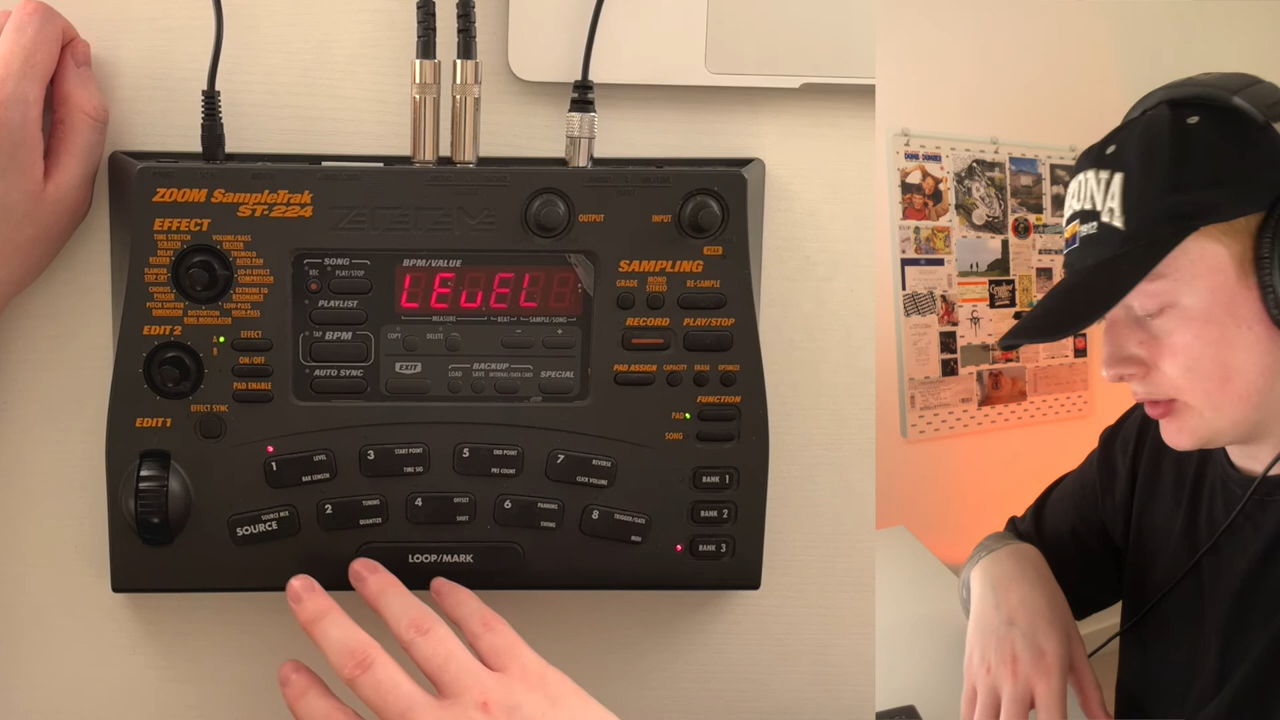 ZOOM SampleTrak
ST-224
ZOOM
EFFECT
TIME STRETCH
SCRATCH
DELAY
REVERB
FLANGER
STEP CRY
CHORUS
PHASER
PITCH SHIFTER
DIMENSION
DISTORTION
RING MODULATOR
VOLUME/BASS
EXCITER
TREMOLO
AUTO PAN
LO-FI EFFECT
COMPRESSOR
EXTREME EQ
RESONANCE
LOW-PASS
HIGH-PASS
EDIT 2
A
B
EFFECT
ON/OFF
PAD ENABLE
EFFECT SYNC
EDIT 1
SONG
REC
PLAY/STOP
PLAYLIST
TAP
BPM
AUTO SYNC
BPM/VALUE
LEuEL
MEASURE
BEAT
SAMPLE/SONG
COPY
DELETE
-
+
EXIT
BACKUP
LOAD
SAVE
INTERNAL/DATA CARD
SPECIAL
OUTPUT
INPUT
PEAK
SAMPLING
GRADE
MONO
STEREO
RE-SAMPLE
RECORD
PLAY/STOP
PAD ASSIGN
CAPACITY
ERASE
OPTIMIZE
FUNCTION
PAD
SONG
1
LEVEL
BAR LENGTH
3
START POINT
TIME SIG
5
END POINT
PRE-COUNT
7
REVERSE
CLICK VOLUME
SOURCE MIX
SOURCE
2
TUNING
QUANTIZE
4
OFFSET
SHIFT
6
PANNING
SWING
8
TRIGGER/GATE
MIDI
BANK 1
BANK 2
BANK 3
LOOP/MARK
DUMB DUMBER
ZONA
1912